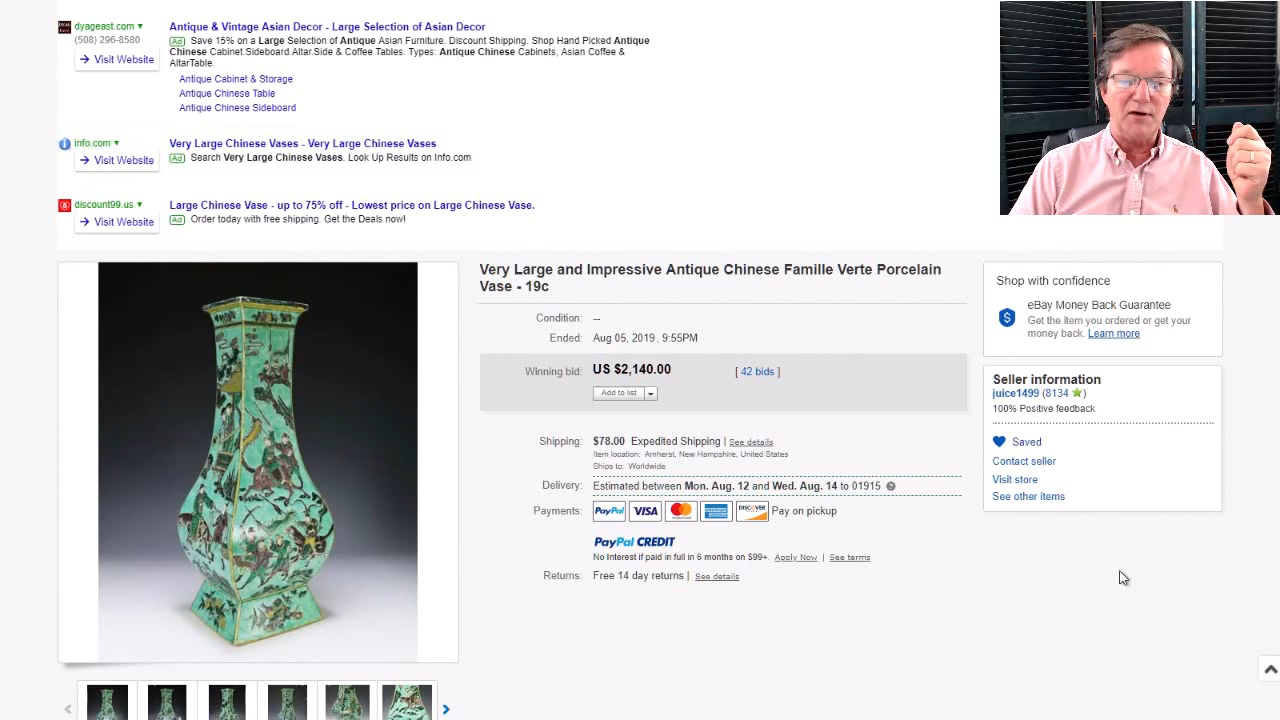 dyageast.com
Antique & Vintage Asian Decor - Large Selection of Asian Decor
(508) 296-8580
Ad Save 15% on a Large Selection of Antique Asian Furniture. Discount Shipping. Shop Hand Picked Antique
Chinese Cabinet.Sideboard.Altar.Side & Coffee Tables. Types: Antique Chinese Cabinets, Asian Coffee &
AltarTable.
→ Visit Website
Antique Cabinet & Storage
Antique Chinese Table
Antique Chinese Sideboard
info.com
Very Large Chinese Vases - Very Large Chinese Vases
→ Visit Website
Ad Search Very Large Chinese Vases. Look Up Results on Info.com
discount99.us
Large Chinese Vase - up to 75% off - Lowest price on Large Chinese Vase.
→ Visit Website
Ad Order today with free shipping. Get the Deals now!
Very Large and Impressive Antique Chinese Famille Verte Porcelain
Vase - 19c
Condition: --
Ended: Aug 05, 2019 , 9:55PM
Winning bid: US $2,140.00 [ 42 bids ]
Add to list
Shipping: $78.00 Expedited Shipping | See details
Item location: Amherst, New Hampshire, United States
Ships to: Worldwide
Delivery: Estimated between Mon. Aug. 12 and Wed. Aug. 14 to 01915
Payments: PayPal VISA MasterCard AMERICAN EXPRESS DISCOVER Pay on pickup
PayPal CREDIT
No Interest if paid in full in 6 months on $99+. Apply Now | See terms
Returns: Free 14 day returns | See details
Shop with confidence
eBay Money Back Guarantee
Get the item you ordered or get your
money back. Learn more
Seller information
juice1499 (8134 )
100% Positive feedback
Saved
Contact seller
Visit store
See other items